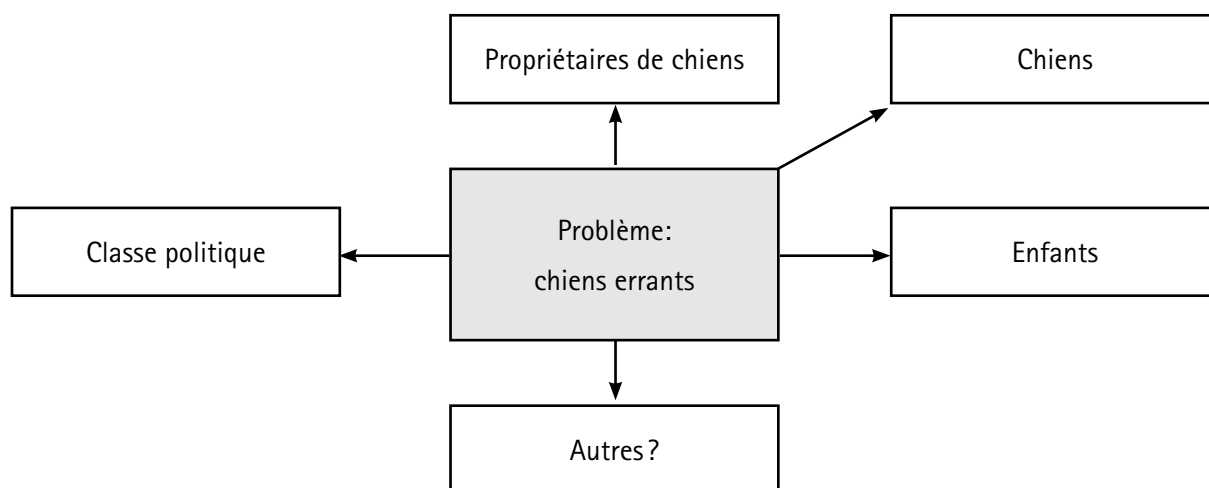 Propriétaires de chiens
Chiens
Classe politique
Problème:
chiens errants
Enfants
Autres ?